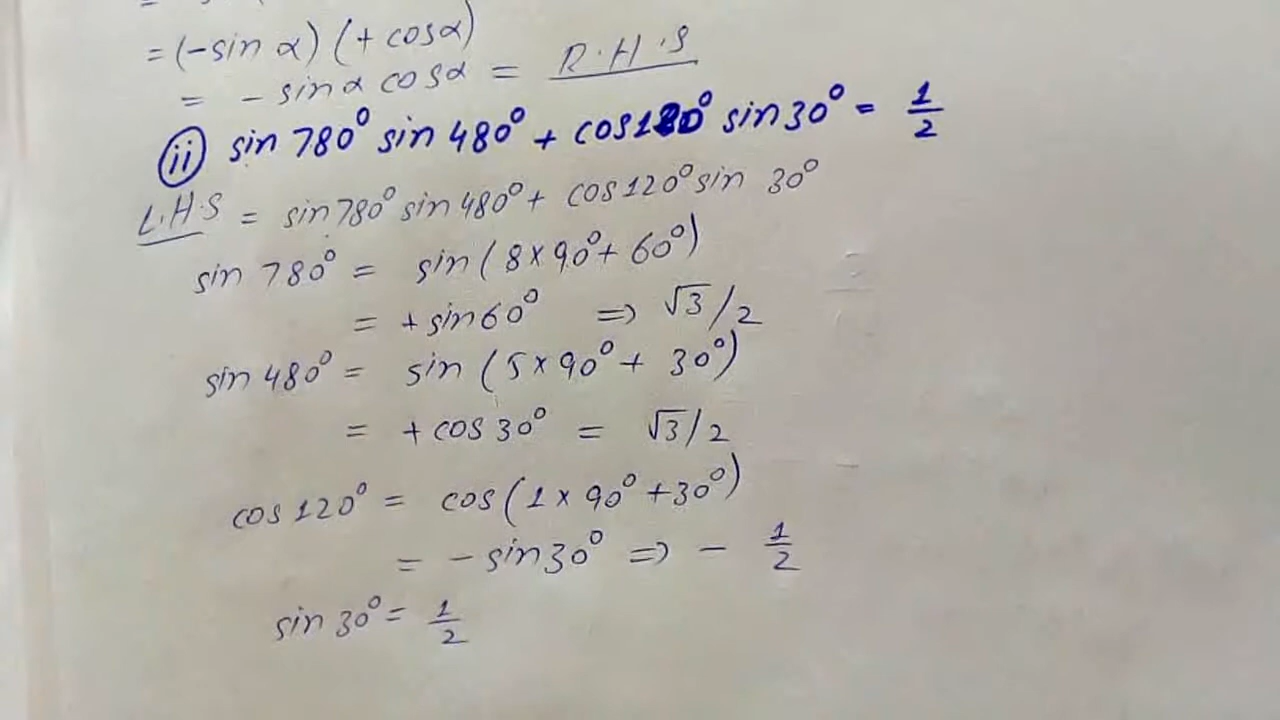 = (-sin α) (+ cosα)
= - sinα cosα = R.H.S
(ii) sin 780° sin 480° + cos120° sin 30° = 1/2
L.H.S = sin780° sin 480° + cos120° sin 30°
sin 780° = sin (8 × 90° + 60°)
= + sin60° ⇒ √3/2
sin 480° = sin (5 × 90° + 30°)
= + cos 30° = √3/2
cos 120° = cos (1 × 90° + 30°)
= - sin30° ⇒ - 1/2
sin 30° = 1/2